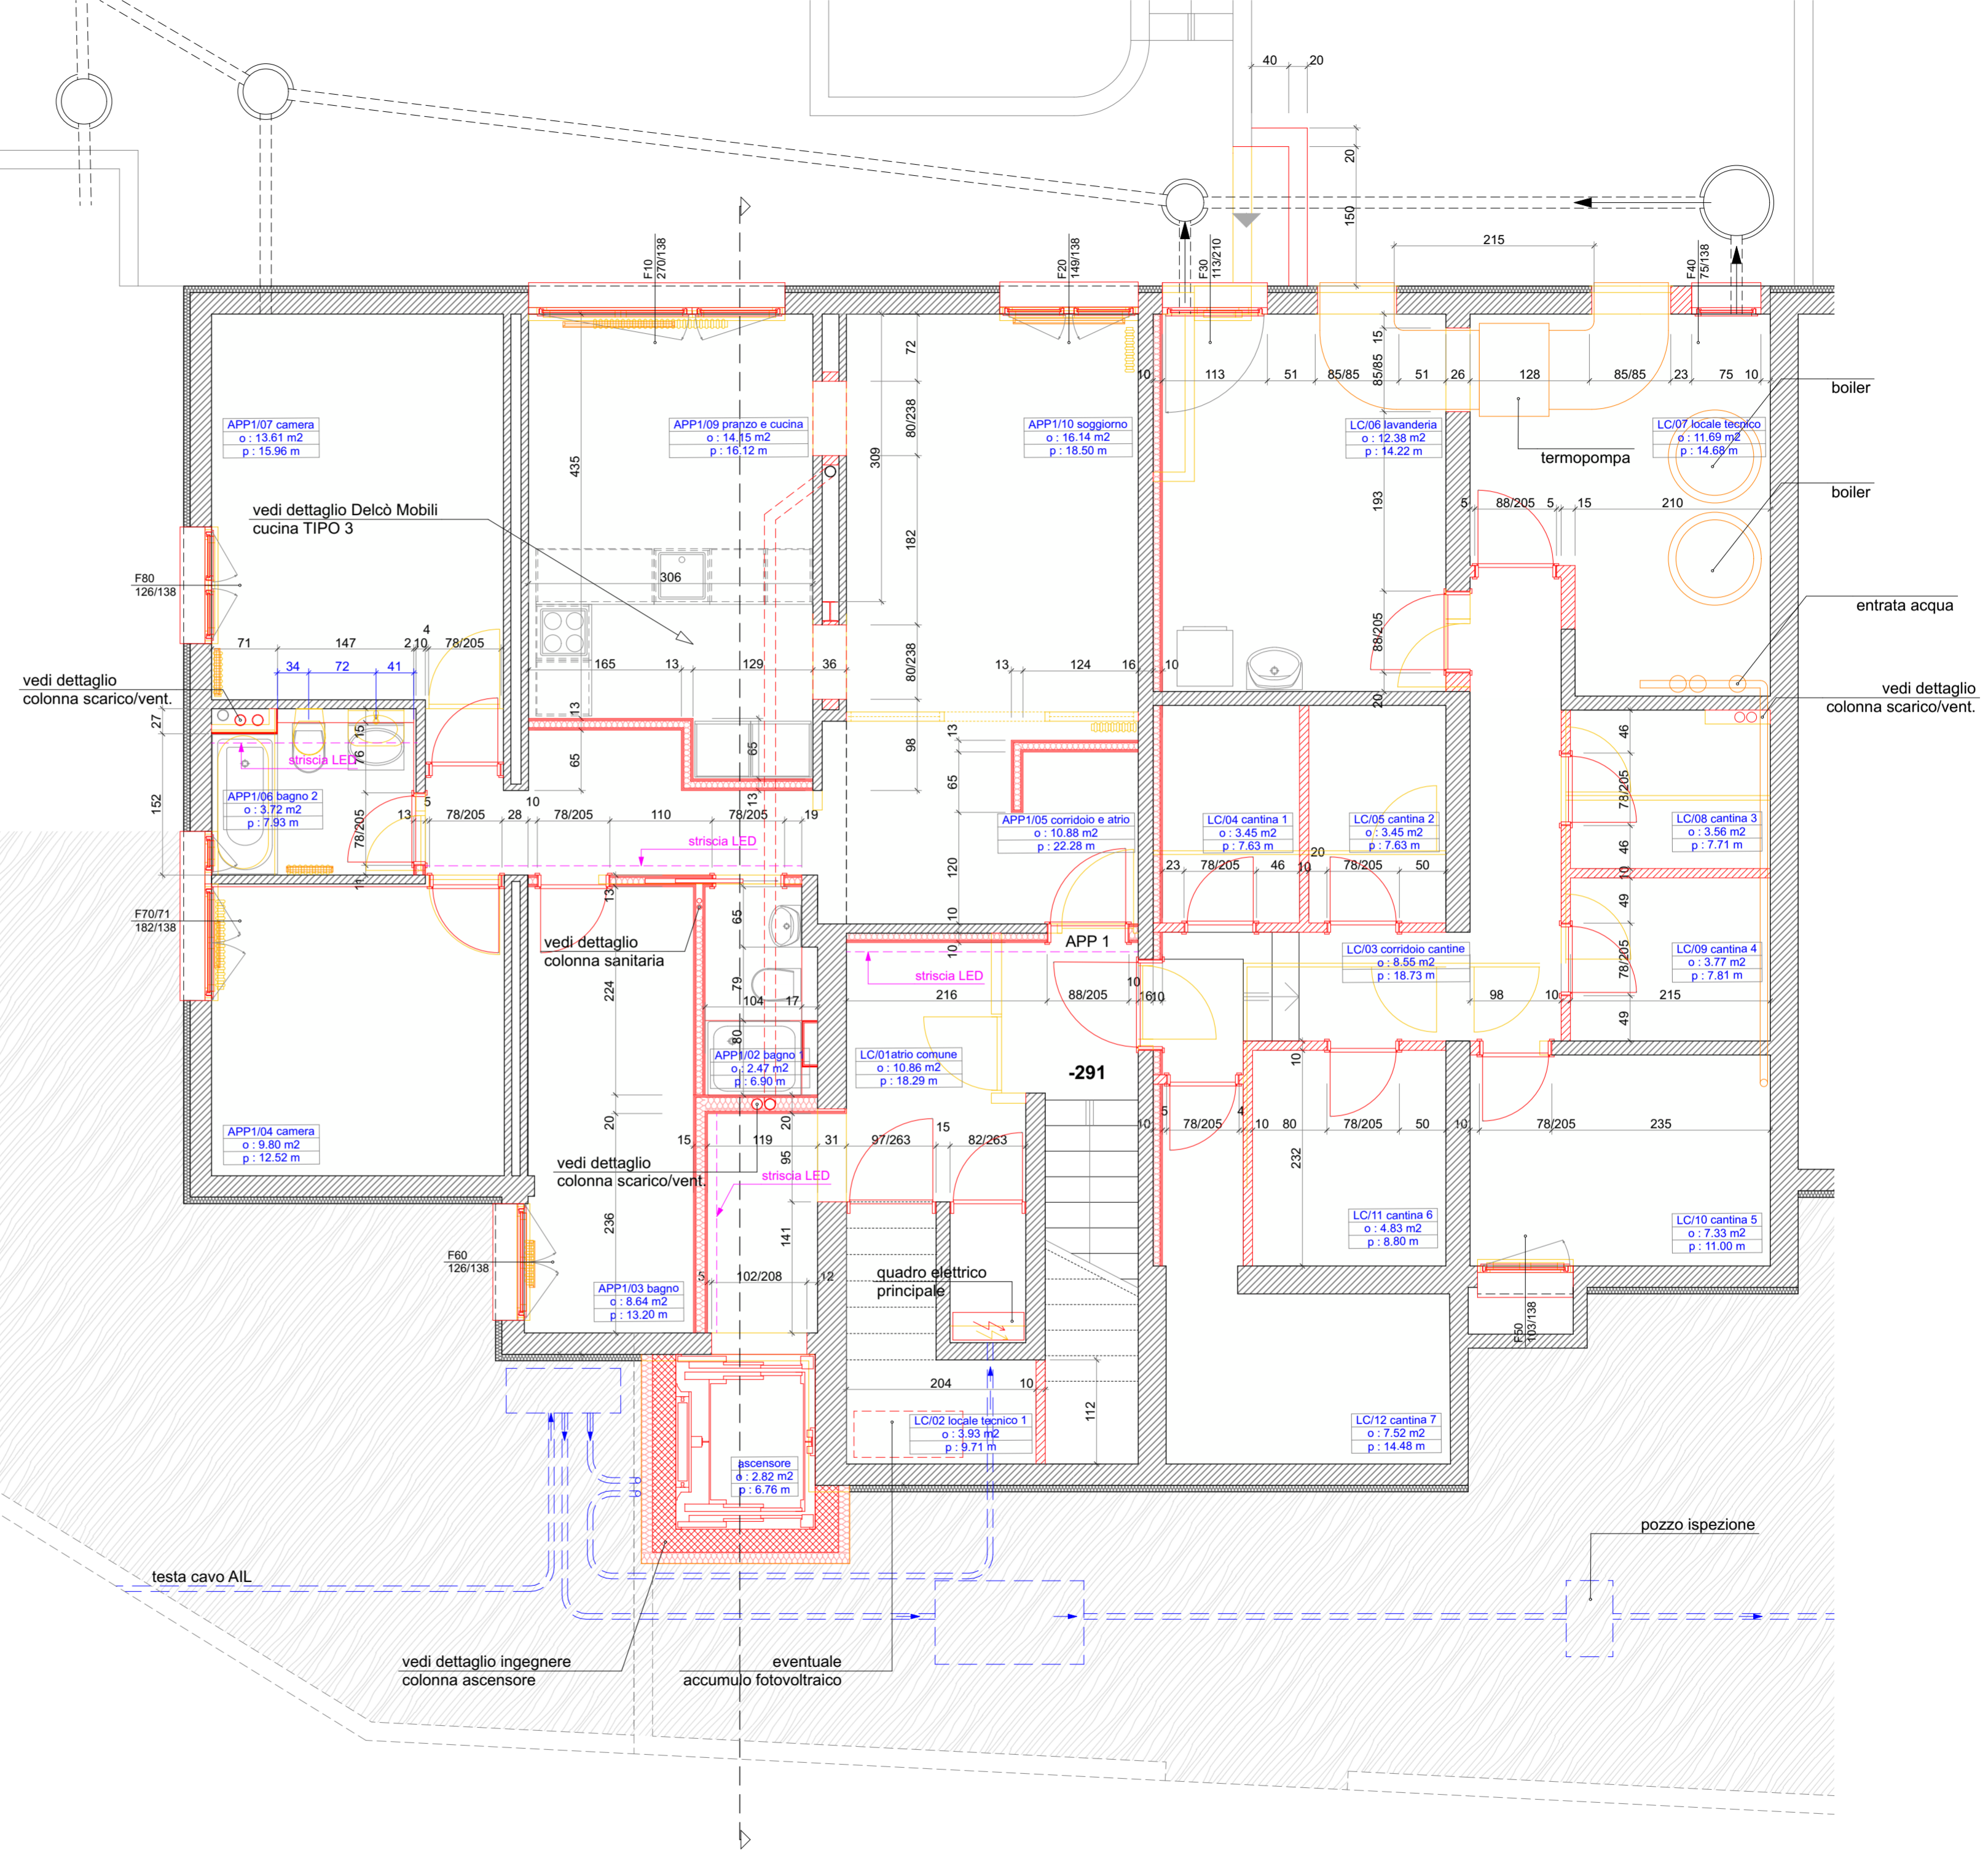 40
20
20
150
215
F10
270/138
F20
149/138
F30
113/210
F40
75/138
10
113
51
85/85
51
26
128
85/85
23
75
10
15
85/85
72
80/238
309
435
182
193
boiler
boiler
termopompa
APP1/07 camera
o : 13.61 m2
p : 15.96 m
APP1/09 pranzo e cucina
o : 14.15 m2
p : 16.12 m
APP1/10 soggiorno
o : 16.14 m2
p : 18.50 m
LC/06 lavanderia
o : 12.38 m2
p : 14.22 m
LC/07 locale tecnico
o : 11.69 m2
p : 14.68 m
vedi dettaglio Delcò Mobili
cucina TIPO 3
5
88/205
5
15
210
F80
126/138
306
entrata acqua
71
147
2
10
4
78/205
34
72
41
165
13
129
36
80/238
13
124
16
10
88/205
20
vedi dettaglio
colonna scarico/vent.
vedi dettaglio
colonna scarico/vent.
27
15
76
152
striscia LED
13
65
65
13
98
13
65
46
78/205
46
APP1/06 bagno 2
o : 3.72 m2
p : 7.93 m
13
5
78/205
28
10
78/205
110
78/205
19
78/205
11
striscia LED
APP1/05 corridoio e atrio
o : 10.88 m2
p : 22.28 m
LC/04 cantina 1
o : 3.45 m2
p : 7.63 m
LC/05 cantina 2
o : 3.45 m2
p : 7.63 m
LC/08 cantina 3
o : 3.56 m2
p : 7.71 m
23
78/205
46
10
20
78/205
50
10
49
78/205
49
120
10
10
F70/71
182/138
13
65
79
80
vedi dettaglio
colonna sanitaria
224
104
17
APP 1
striscia LED
216
88/205
10
16
10
LC/03 corridoio cantine
o : 8.55 m2
p : 18.73 m
LC/09 cantina 4
o : 3.77 m2
p : 7.81 m
98
10
215
APP1/02 bagno 1
o : 2.47 m2
p : 6.90 m
LC/01atrio comune
o : 10.86 m2
p : 18.29 m
-291
10
APP1/04 camera
o : 9.80 m2
p : 12.52 m
20
15
119
20
31
97/263
15
82/263
95
10
5
78/205
4
10
80
78/205
50
10
78/205
235
232
vedi dettaglio
colonna scarico/vent.
striscia LED
236
141
LC/11 cantina 6
o : 4.83 m2
p : 8.80 m
LC/10 cantina 5
o : 7.33 m2
p : 11.00 m
F60
126/138
APP1/03 bagno
o : 8.64 m2
p : 13.20 m
5
102/208
12
quadro elettrico
principale
F50
103/138
204
10
112
LC/02 locale tecnico 1
o : 3.93 m2
p : 9.71 m
LC/12 cantina 7
o : 7.52 m2
p : 14.48 m
ascensore
o : 2.82 m2
p : 6.76 m
pozzo ispezione
testa cavo AIL
vedi dettaglio ingegnere
colonna ascensore
eventuale
accumulo fotovoltraico